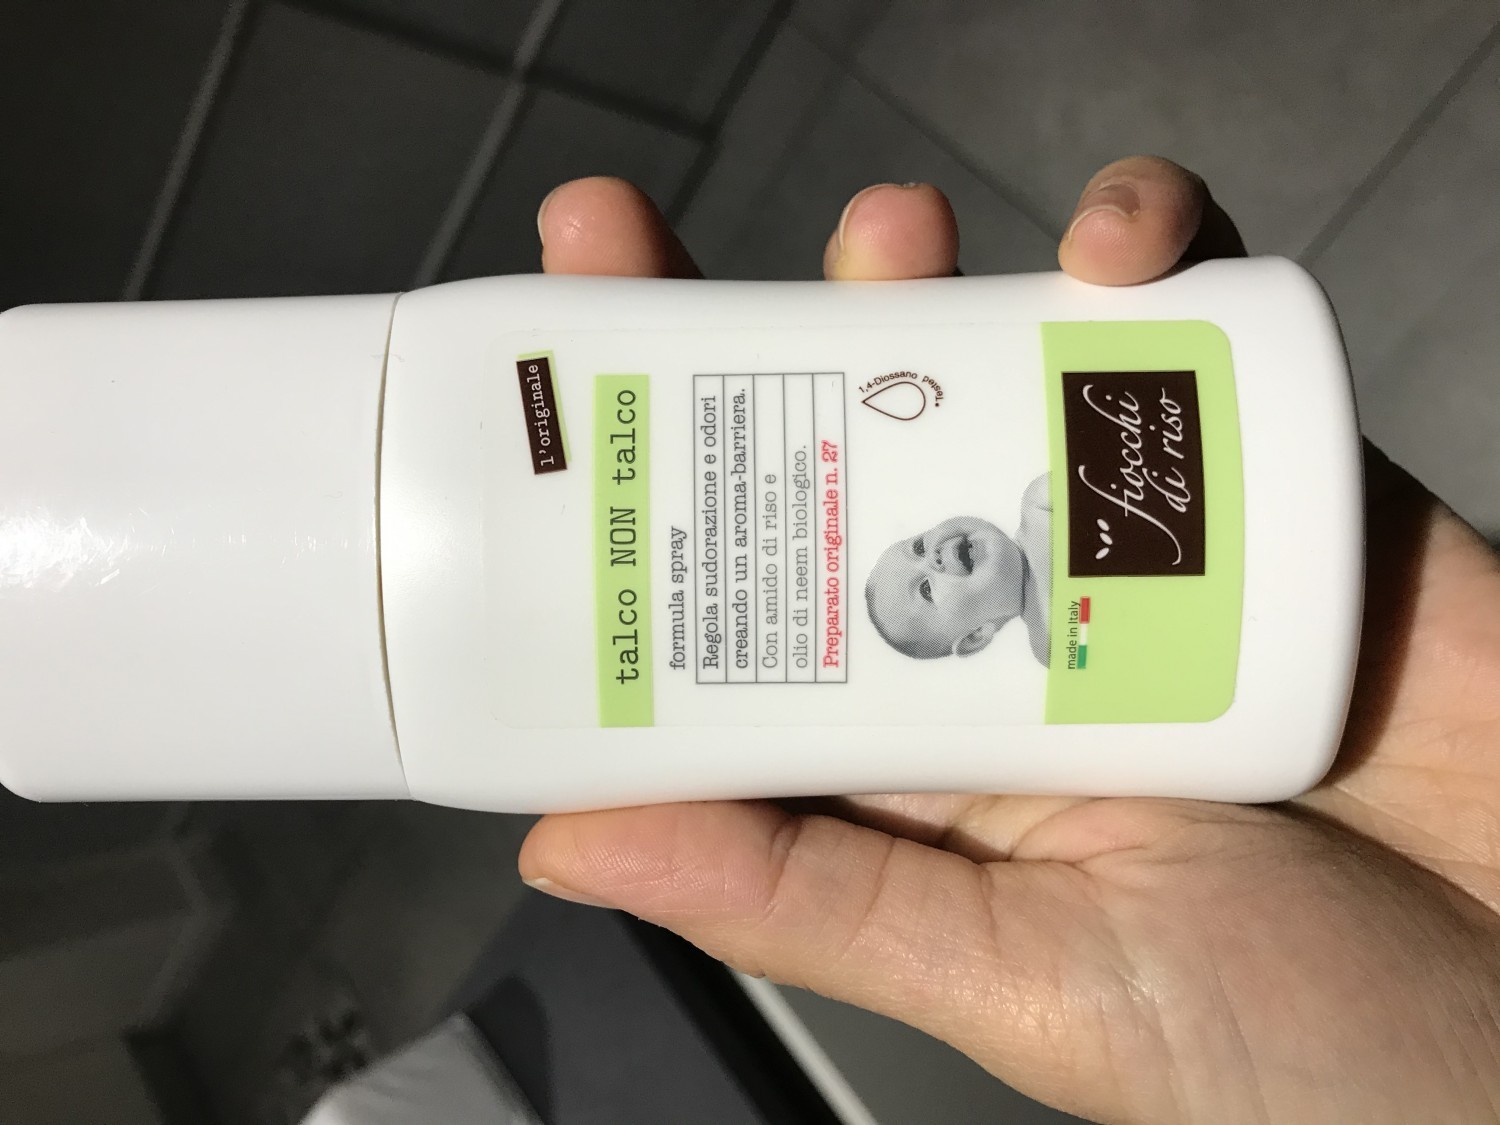 l'originale
talco NON talco
formula spray
Regola sudorazione e odori
creando un aroma-barriera.
Con amido di riso e
olio di neem biologico.
Preparato originale n. 27
1,4-Diossano
*Tested
made in Italy
fiocchi
di riso